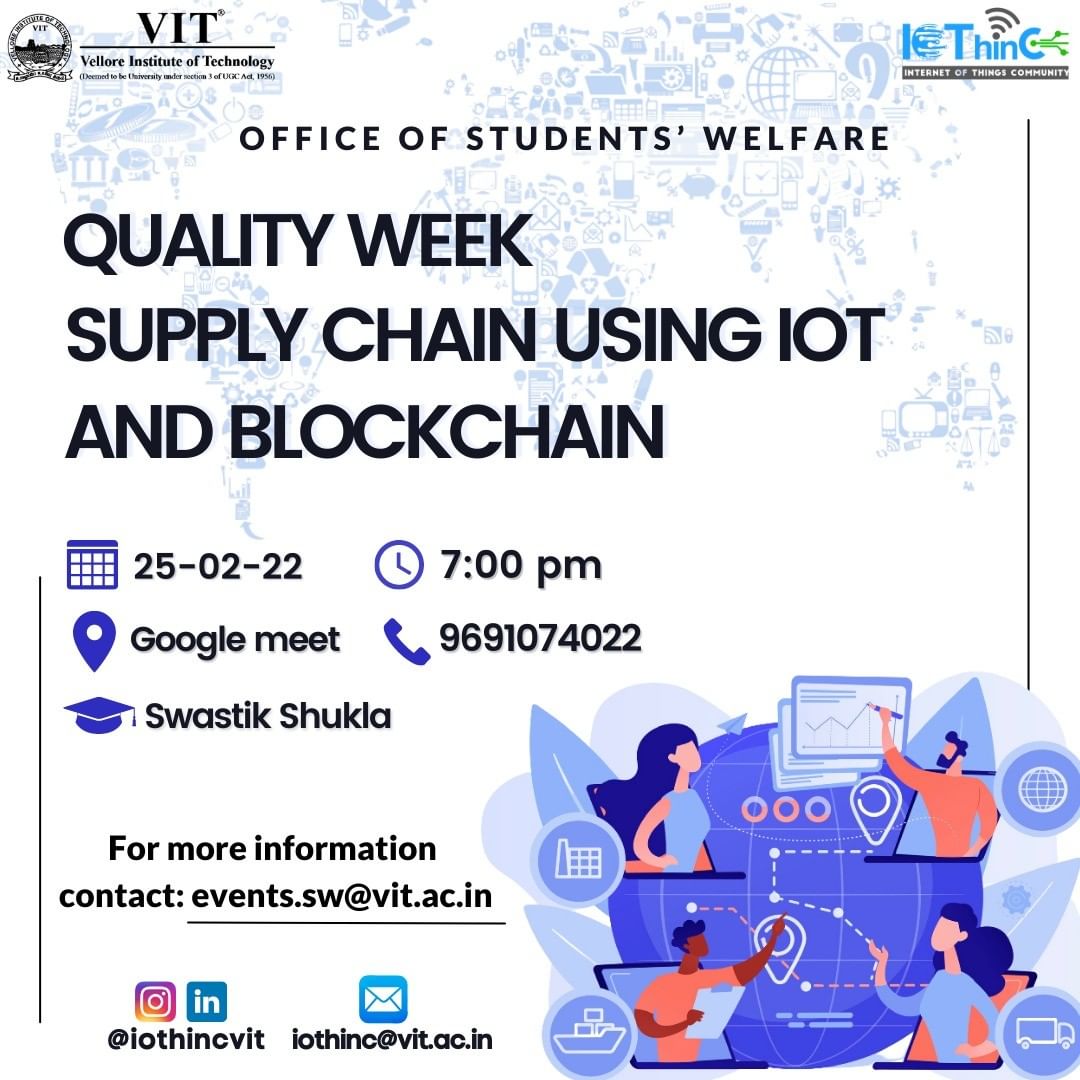 VIT®
Vellore Institute of Technology
(Deemed to be University under section 3 of UGC Act, 1956)
IOThinC
INTERNET OF THINGS COMMUNITY
OFFICE OF STUDENTS’ WELFARE
QUALITY WEEK
SUPPLY CHAIN USING IOT
AND BLOCKCHAIN
25-02-22
7:00 pm
Google meet
9691074022
Swastik Shukla
For more information
contact: events.sw@vit.ac.in
@iothincvit
iothinc@vit.ac.in